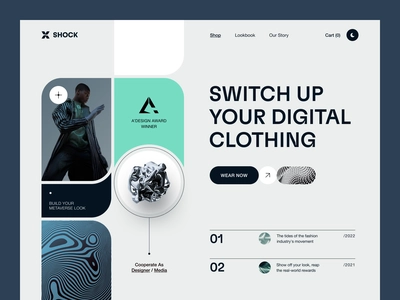 SHOCK
Shop
Lookbook
Our Story
Cart (0)
A'DESIGN AWARD
WINNER
SWITCH UP
YOUR DIGITAL
CLOTHING
WEAR NOW
BUILD YOUR
METAVERSE LOOK
Cooperate As
Designer / Media
01
The tides of the fashion
industry's movement
/2022
02
Show off your look, reap
the real-world rewards
/2021